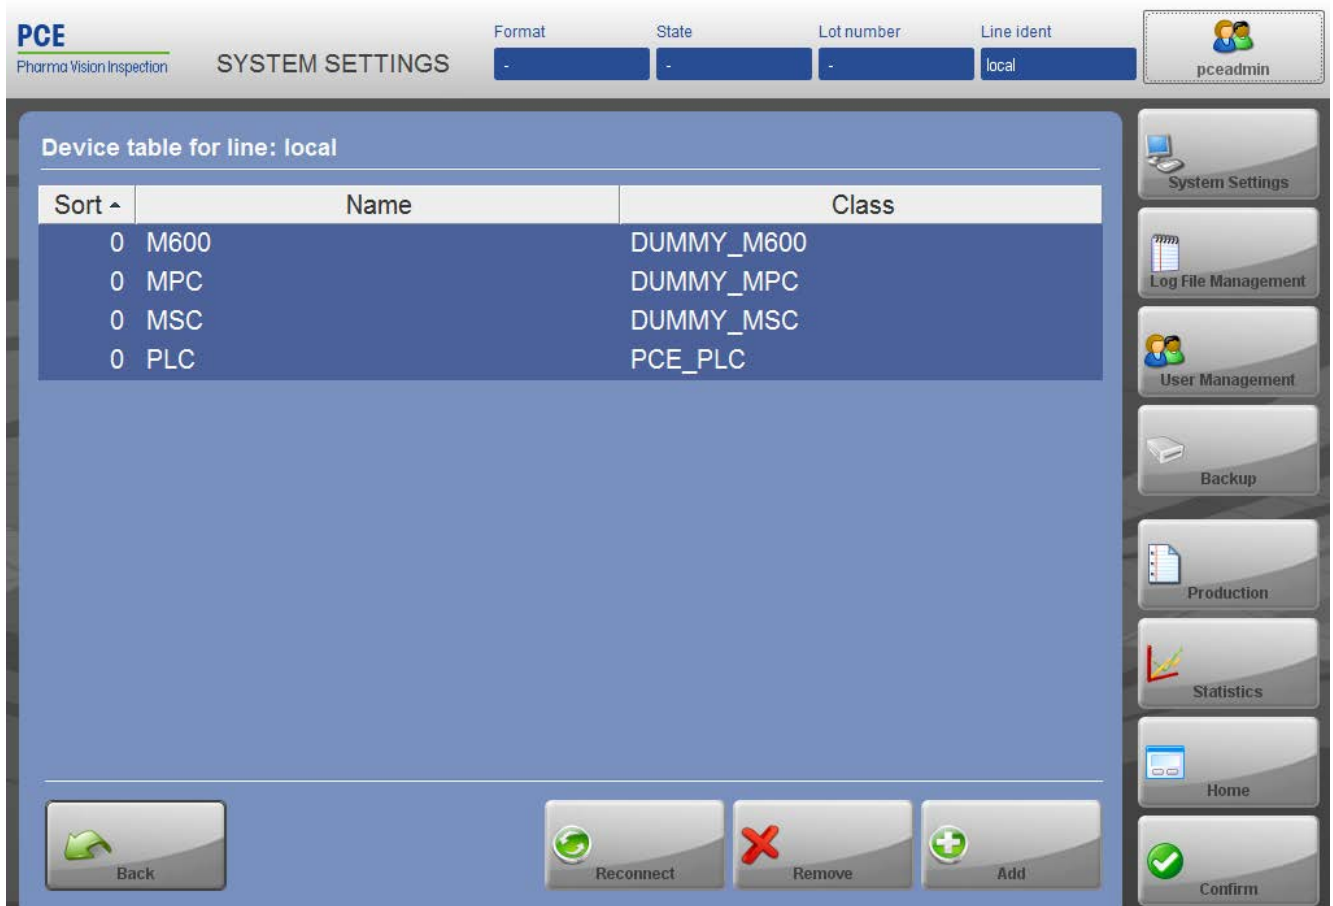 PCE
Pharma Vision Inspection
SYSTEM SETTINGS
Format
-
State
-
Lot number
-
Line ident
local
pceadmin
Device table for line: local
Sort Name Class
0 M600 DUMMY_M600
0 MPC DUMMY_MPC
0 MSC DUMMY_MSC
0 PLC PCE_PLC
Back
Reconnect
Remove
Add
System Settings
Log File Management
User Management
Backup
Production
Statistics
Home
Confirm